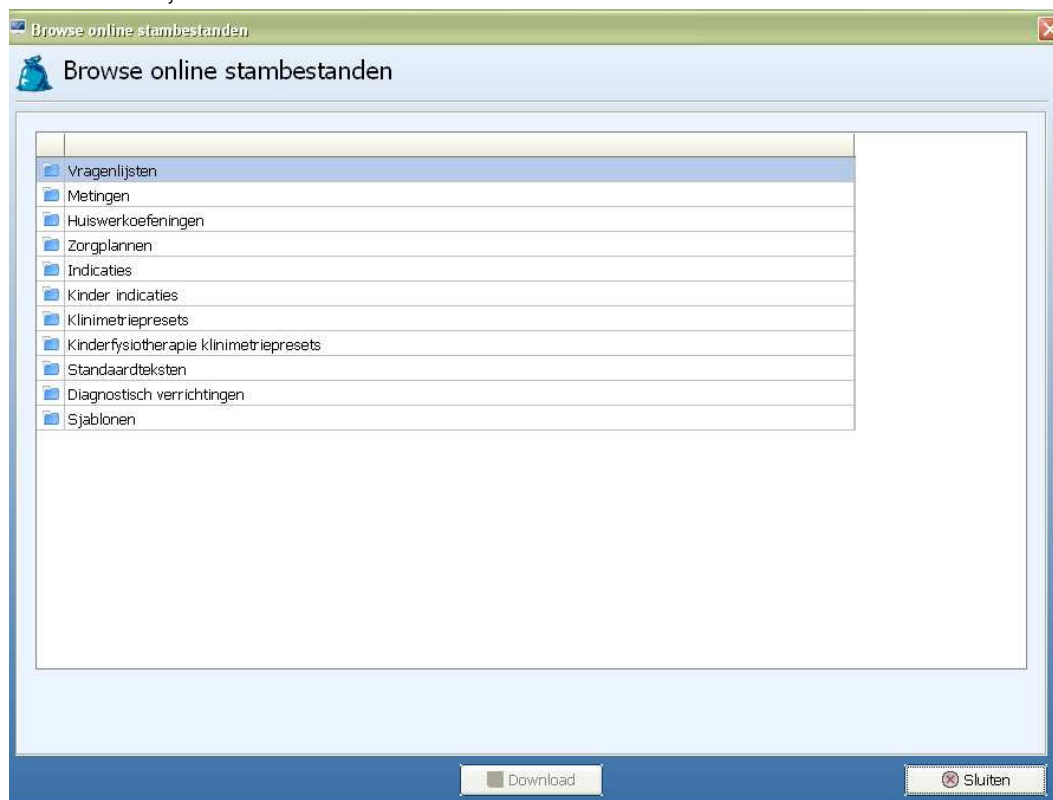 Browse online stambestanden
Browse online stambestanden
Vragenlijsten
Metingen
Huiswerkoefeningen
Zorgplannen
Indicaties
Kinder indicaties
Klinimetriepresets
Kinderfysiotherapie klinimetriepresets
Standaardteksten
Diagnostisch verrichtingen
Sjablonen
Download
Sluiten